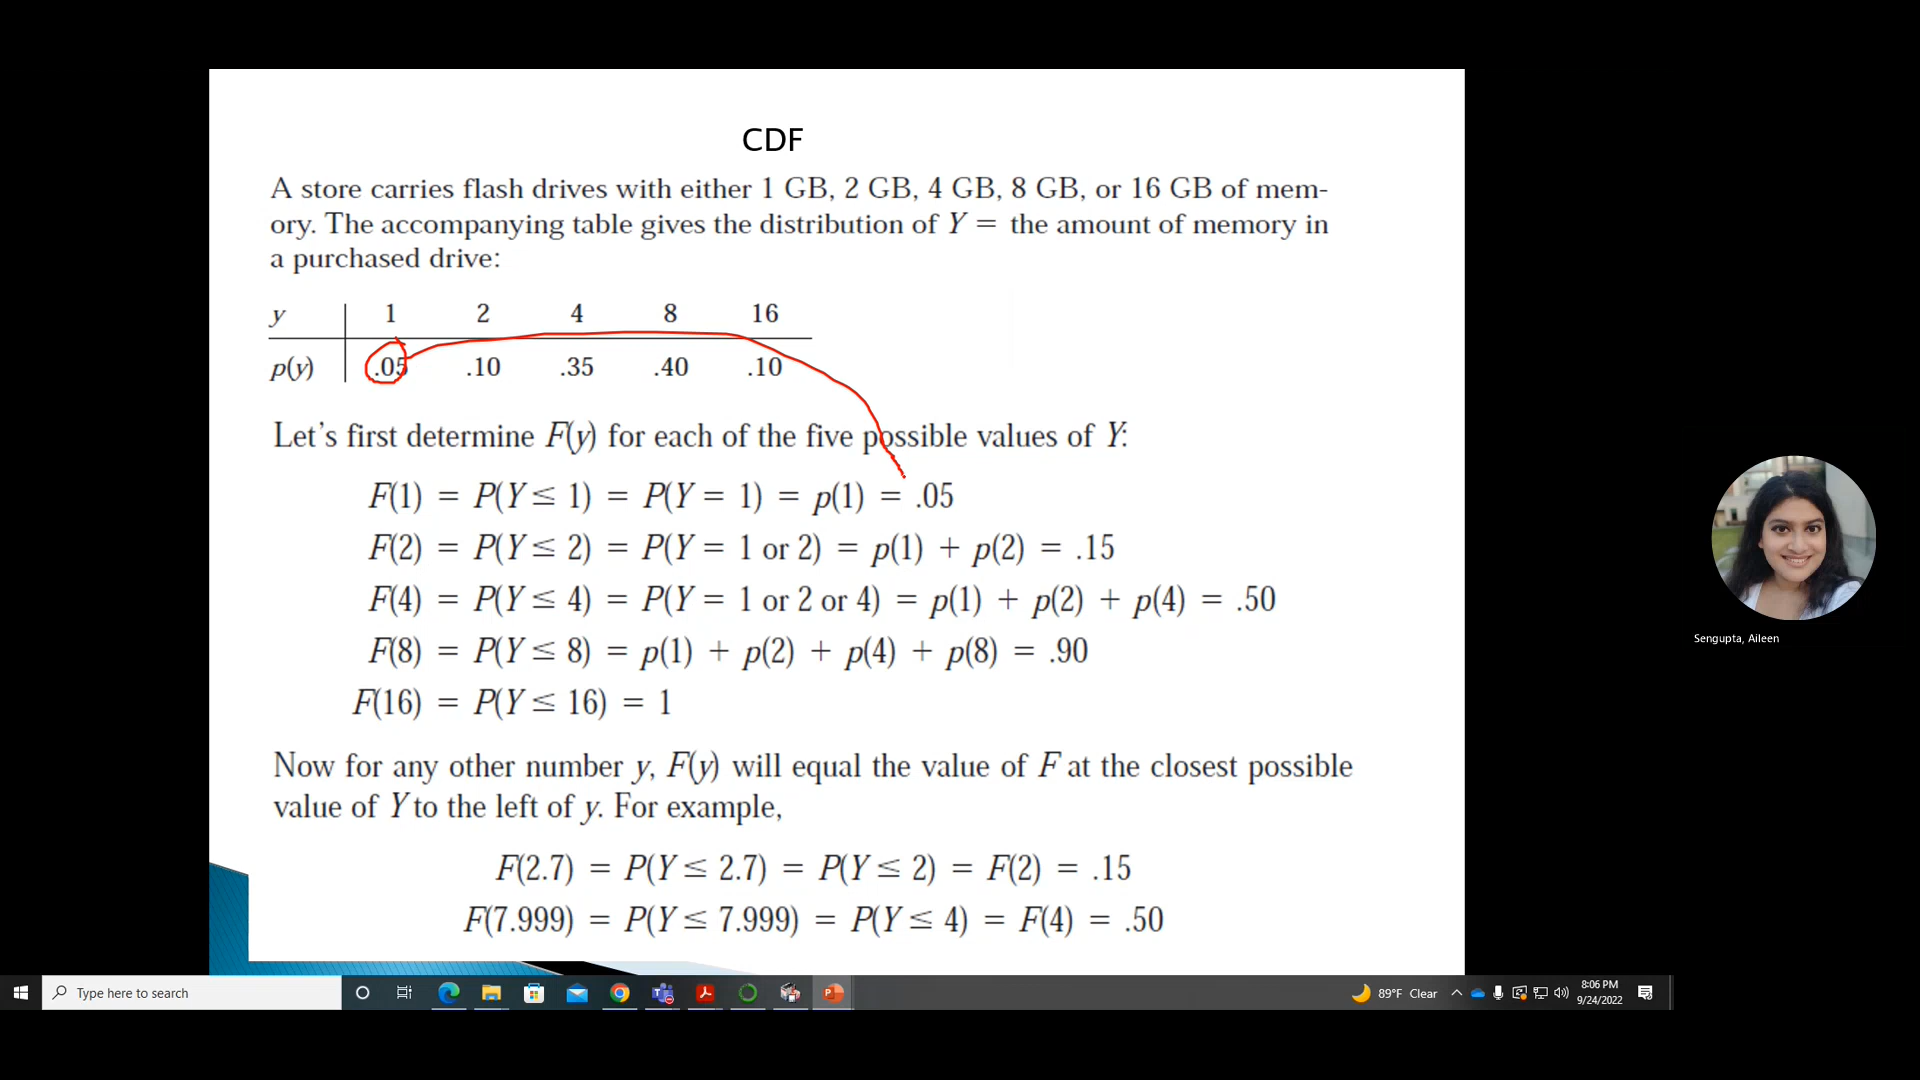 CDF
A store carries flash drives with either 1 GB, 2 GB, 4 GB, 8 GB, or 16 GB of mem-
ory. The accompanying table gives the distribution of Y = the amount of memory in
a purchased drive:
y 1 2 4 8 16
p(y) .05 .10 .35 .40 .10
Let's first determine F(y) for each of the five possible values of Y:
F(1) = P(Y ≤ 1) = P(Y = 1) = p(1) = .05
F(2) = P(Y ≤ 2) = P(Y = 1 or 2) = p(1) + p(2) = .15
F(4) = P(Y ≤ 4) = P(Y = 1 or 2 or 4) = p(1) + p(2) + p(4) = .50
F(8) = P(Y ≤ 8) = p(1) + p(2) + p(4) + p(8) = .90
F(16) = P(Y ≤ 16) = 1
Now for any other number y, F(y) will equal the value of F at the closest possible
value of Y to the left of y. For example,
F(2.7) = P(Y ≤ 2.7) = P(Y ≤ 2) = F(2) = .15
F(7.999) = P(Y ≤ 7.999) = P(Y ≤ 4) = F(4) = .50
Sengupta, Aileen
Type here to search
89°F Clear
8:06 PM
9/24/2022